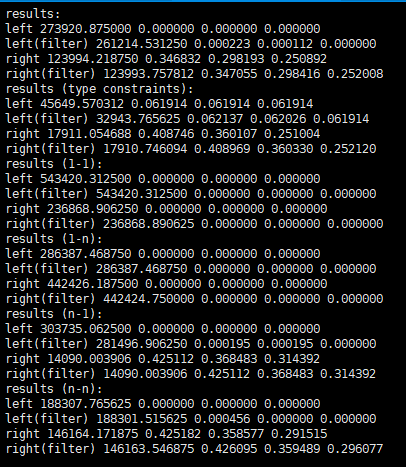 results:
left 273920.875000 0.000000 0.000000 0.000000
left(filter) 261214.531250 0.000223 0.000112 0.000000
right 123994.218750 0.346832 0.298193 0.250892
right(filter) 123993.757812 0.347055 0.298416 0.252008
results (type constraints):
left 45649.570312 0.061914 0.061914 0.061914
left(filter) 32943.765625 0.062137 0.062026 0.061914
right 17911.054688 0.408746 0.360107 0.251004
right(filter) 17910.746094 0.408969 0.360330 0.252120
results (1-1):
left 543420.312500 0.000000 0.000000 0.000000
left(filter) 543420.312500 0.000000 0.000000 0.000000
right 236868.906250 0.000000 0.000000 0.000000
right(filter) 236868.890625 0.000000 0.000000 0.000000
results (1-n):
left 286387.468750 0.000000 0.000000 0.000000
left(filter) 286387.468750 0.000000 0.000000 0.000000
right 442426.187500 0.000000 0.000000 0.000000
right(filter) 442424.750000 0.000000 0.000000 0.000000
results (n-1):
left 303735.062500 0.000000 0.000000 0.000000
left(filter) 281496.906250 0.000195 0.000195 0.000000
right 14090.003906 0.425112 0.368483 0.314392
right(filter) 14090.003906 0.425112 0.368483 0.314392
results (n-n):
left 188307.765625 0.000000 0.000000 0.000000
left(filter) 188301.515625 0.000456 0.000000 0.000000
right 146164.171875 0.425182 0.358577 0.291515
right(filter) 146163.546875 0.426095 0.359489 0.296077